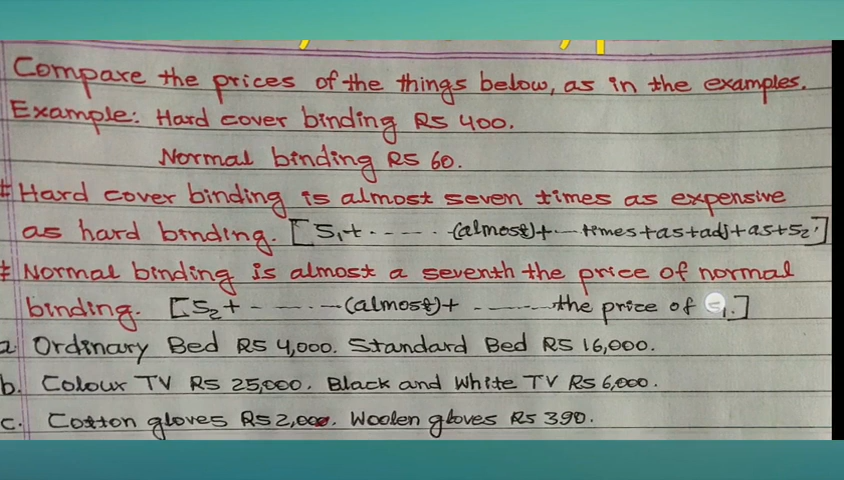 Compare the prices of the things below, as in the examples.
Example: Hard cover binding RS 400.
Normal binding RS 60.
# Hard cover binding is almost seven times as expensive
as hard binding. [S1+ ------ (almost)+ --- times+as+adj+as+S2.]
# Normal binding is almost a seventh the price of normal
binding. [S2+ ------- (almost)+ ------- the price of 1.]
a. Ordinary Bed RS 4,000. Standard Bed RS 16,000.
b. Colour TV RS 25,000. Black and White TV RS 6,000.
c. Cotton gloves RS 2,000. Woolen gloves RS 390.